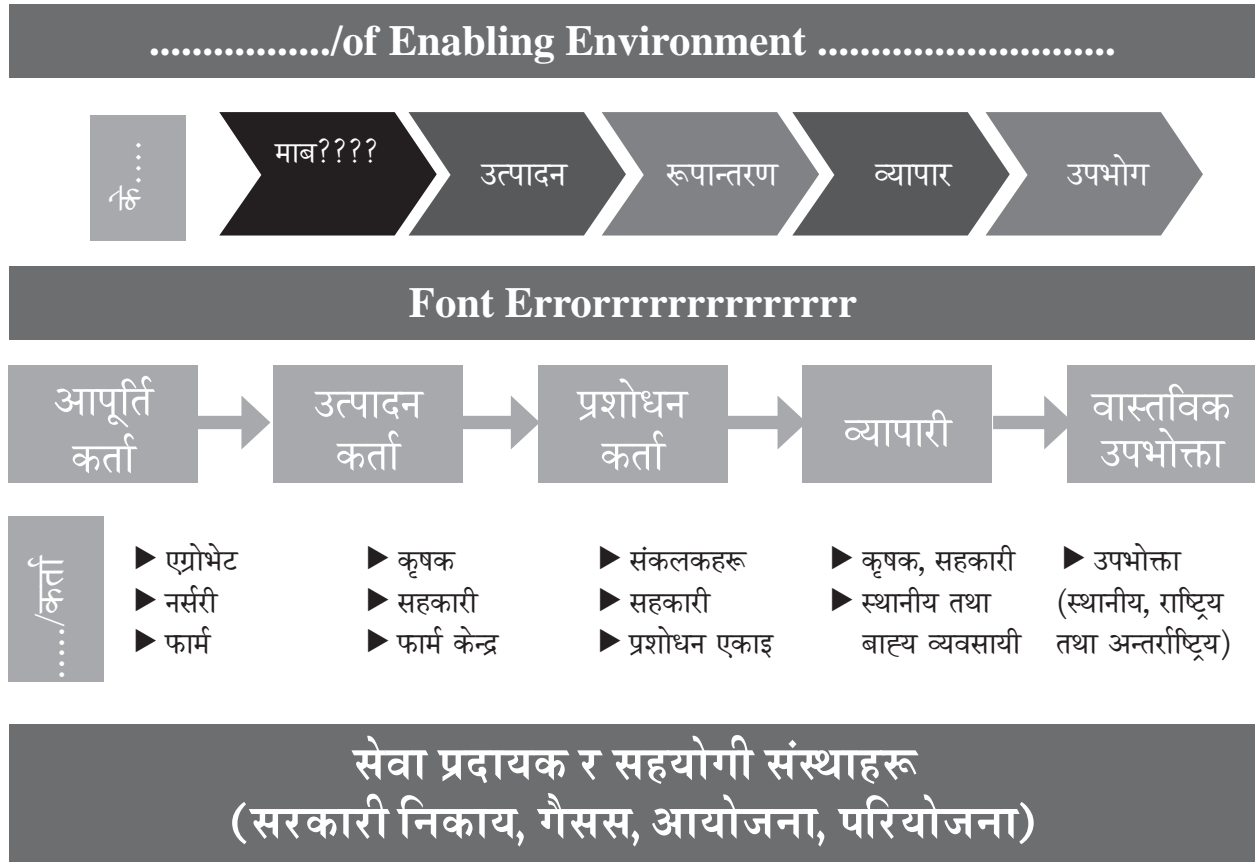 ................./of Enabling Environment ............................
कै....
माब????
उत्पादन
रूपान्तरण
व्यापार
उपभोग
Font Errorrrrrrrrrrrrrrr
आपूर्ति
कर्ता
उत्पादन
कर्ता
प्रशोधन
कर्ता
व्यापारी
वास्तविक
उपभोक्ता
....../कर्ता
▶ एग्रोभेट
▶ नर्सरी
▶ फार्म
▶ कृषक
▶ सहकारी
▶ फार्म केन्द्र
▶ संकलकहरू
▶ सहकारी
▶ प्रशोधन एकाइ
▶ कृषक, सहकारी
▶ स्थानीय तथा
बाह्य व्यवसायी
▶ उपभोक्ता
(स्थानीय, राष्ट्रिय
तथा अन्तर्राष्ट्रिय)
सेवा प्रदायक र सहयोगी संस्थाहरू
(सरकारी निकाय, गैसस, आयोजना, परियोजना)